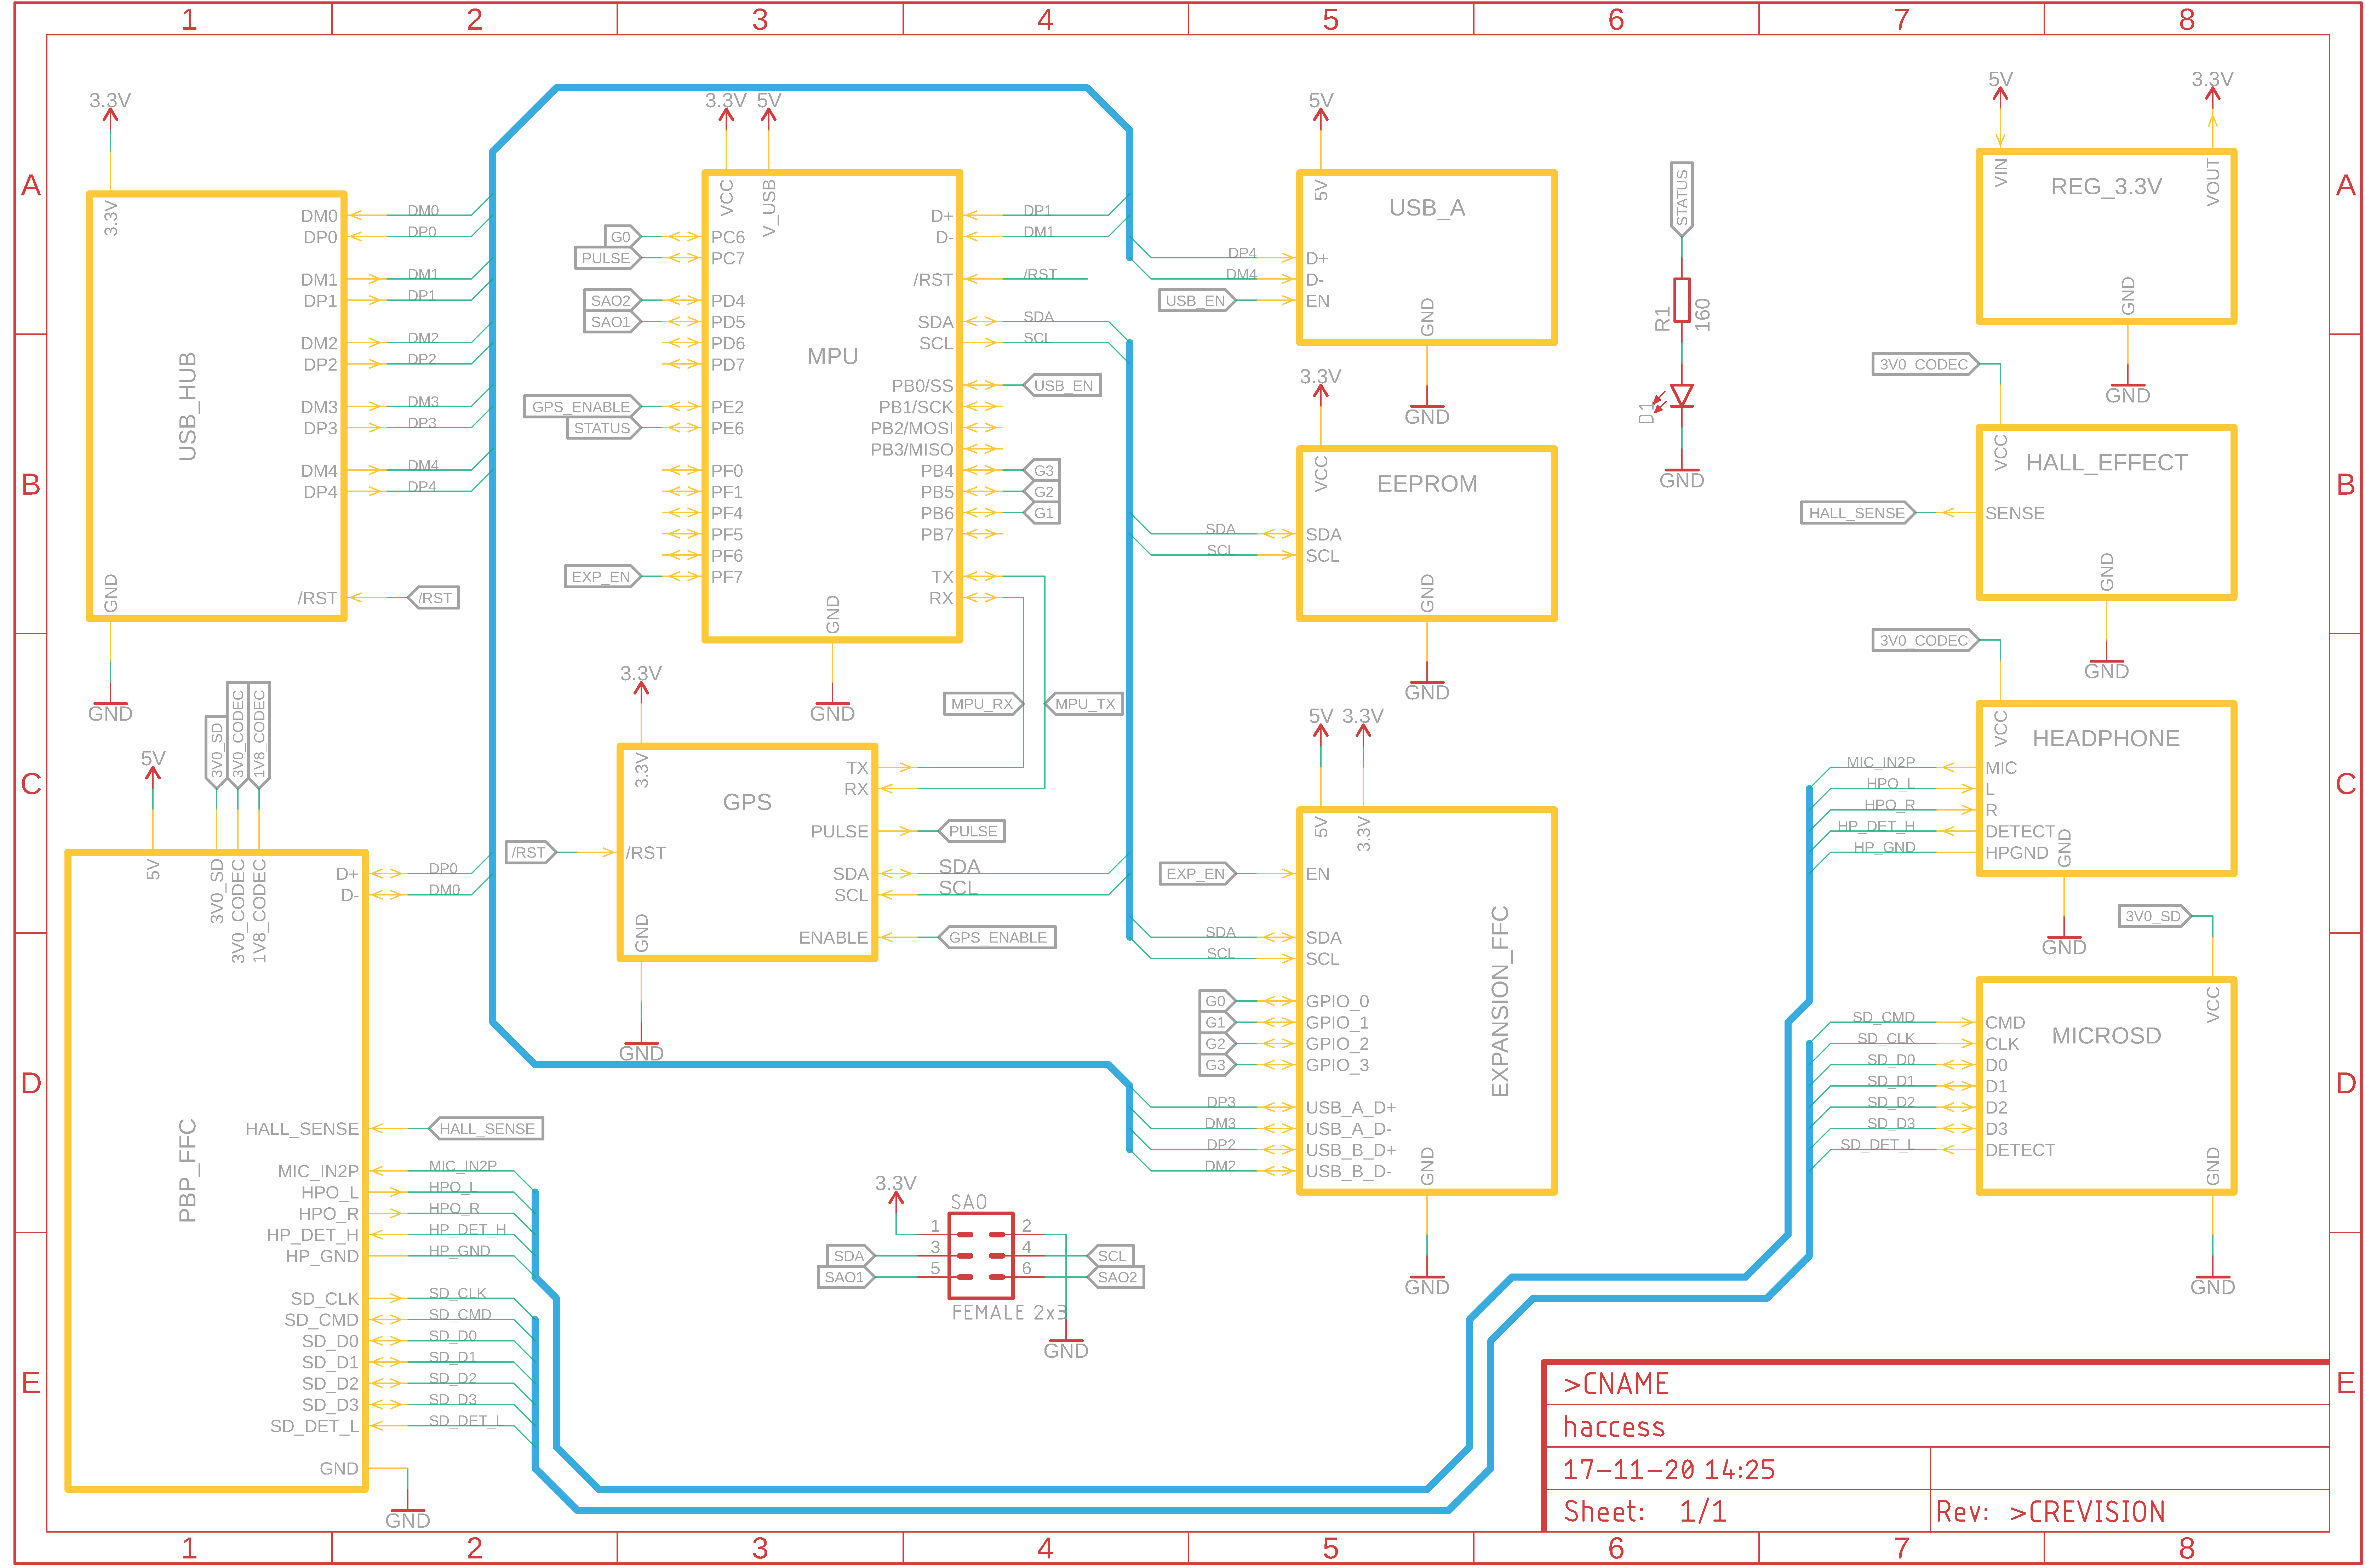 1 2 3 4 5 6 7 8
A
B
C
D
E
A
B
C
D
E
1 2 3 4 5 6 7 8
3.3V
3.3V
USB_HUB
DM0 DM0
DP0 DP0
DM1 DM1
DP1 DP1
DM2 DM2
DP2 DP2
DM3 DM3
DP3 DP3
DM4 DM4
DP4 DP4
/RST /RST
GND
GND
3.3V 5V
VCC
V_USB
MPU
G0 PC6
PULSE PC7
SAO2 PD4
SAO1 PD5
PD6
PD7
GPS_ENABLE PE2
STATUS PE6
PF0
PF1
PF4
PF5
PF6
EXP_EN PF7
D+ DP1
D- DM1
/RST /RST
SDA SDA
SCL SCL
PB0/SS USB_EN
PB1/SCK
PB2/MOSI
PB3/MISO
PB4 G3
PB5 G2
PB6 G1
PB7
TX
RX
GND
GND
MPU_RX
MPU_TX
5V
5V
USB_A
DP4 D+
DM4 D-
USB_EN EN
GND
GND
3.3V
VCC
EEPROM
SDA SDA
SCL SCL
GND
GND
STATUS
R1
160
D1
GND
5V 3.3V
VIN
REG_3.3V
VOUT
GND
GND
3V0_CODEC
VCC
HALL_EFFECT
HALL_SENSE SENSE
GND
GND
3V0_CODEC
VCC
HEADPHONE
MIC_IN2P MIC
HPO_L L
HPO_R R
HP_DET_H DETECT
HP_GND HPGND
GND
GND
3V0_SD
VCC
MICROSD
SD_CMD CMD
SD_CLK CLK
SD_D0 D0
SD_D1 D1
SD_D2 D2
SD_D3 D3
SD_DET_L DETECT
GND
GND
3.3V
3.3V
GPS
TX
RX
PULSE PULSE
/RST /RST
SDA SDA
SCL SCL
ENABLE GPS_ENABLE
GND
GND
5V 3.3V
5V
3.3V
EXPANSION_FFC
EXP_EN EN
SDA SDA
SCL SCL
G0 GPIO_0
G1 GPIO_1
G2 GPIO_2
G3 GPIO_3
DP3 USB_A_D+
DM3 USB_A_D-
DP2 USB_B_D+
DM2 USB_B_D-
GND
GND
5V
3V0_SD
3V0_CODEC
1V8_CODEC
5V
3V0_SD
3V0_CODEC
1V8_CODEC
PBP_FFC
D+ DP0
D- DM0
HALL_SENSE HALL_SENSE
MIC_IN2P MIC_IN2P
HPO_L HPO_L
HPO_R HPO_R
HP_DET_H HP_DET_H
HP_GND HP_GND
SD_CLK SD_CLK
SD_CMD SD_CMD
SD_D0 SD_D0
SD_D1 SD_D1
SD_D2 SD_D2
SD_D3 SD_D3
SD_DET_L SD_DET_L
GND
GND
3.3V
SAO
1 2
SDA 3 4 SCL
SAO1 5 6 SAO2
FEMALE 2x3
GND
>CNAME
haccess
17-11-20 14:25
Sheet: 1/1
Rev: >CREVISION